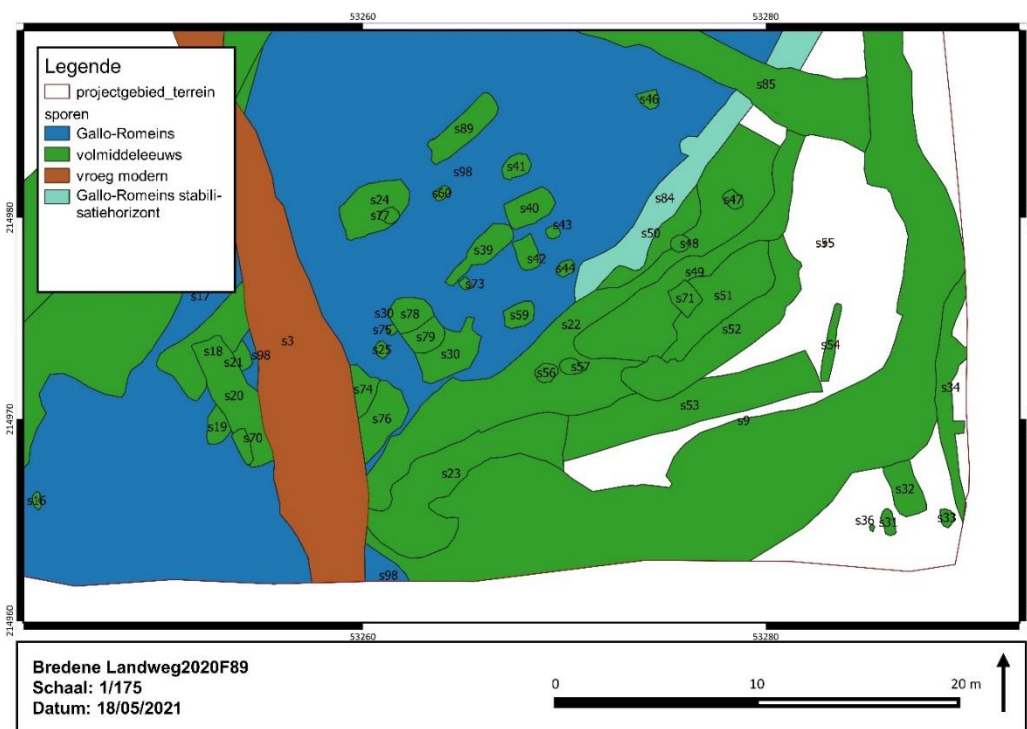 53260
53280
Legende
projectgebied_terrein
sporen
Gallo-Romeins
volmiddeleeuws
vroeg modern
Gallo-Romeins stabili-
satiehorizont
s85
s46
s89
s98
s41
s60
s24
s77
s40
s43
s84
s47
214980
214980
s50
s48
s55
s39
s42
s44
s49
s73
s71
s51
s17
s30
s78
s59
s22
s75
s79
s52
s3
s25
s30
s54
s18
s21
s98
s56
s57
s20
s74
s53
s34
214970
214970
s19
s76
s9
s70
s23
s32
s16
s36
s31
s33
s98
214960
214960
53260
53280
Bredene Landweg2020F89
Schaal: 1/175
Datum: 18/05/2021
0
10
20 m